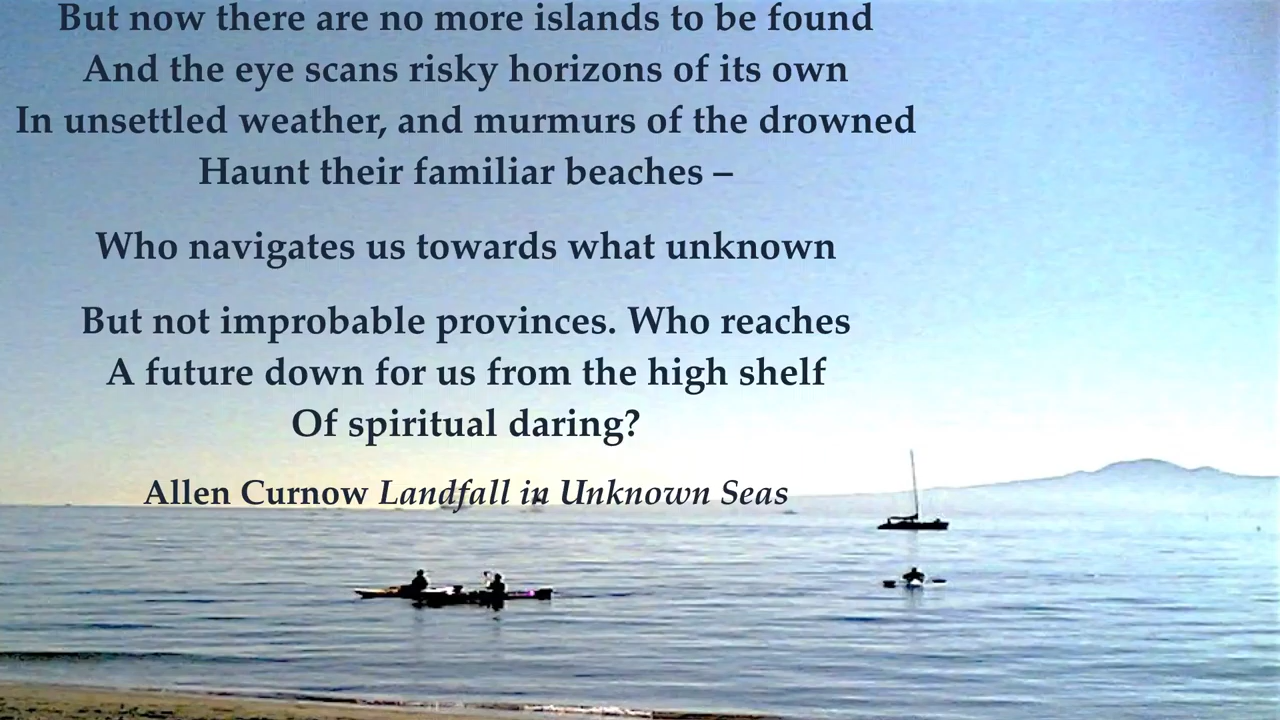 But now there are no more islands to be found
And the eye scans risky horizons of its own
In unsettled weather, and murmurs of the drowned
Haunt their familiar beaches –
Who navigates us towards what unknown
But not improbable provinces. Who reaches
A future down for us from the high shelf
Of spiritual daring?
Allen Curnow Landfall in Unknown Seas